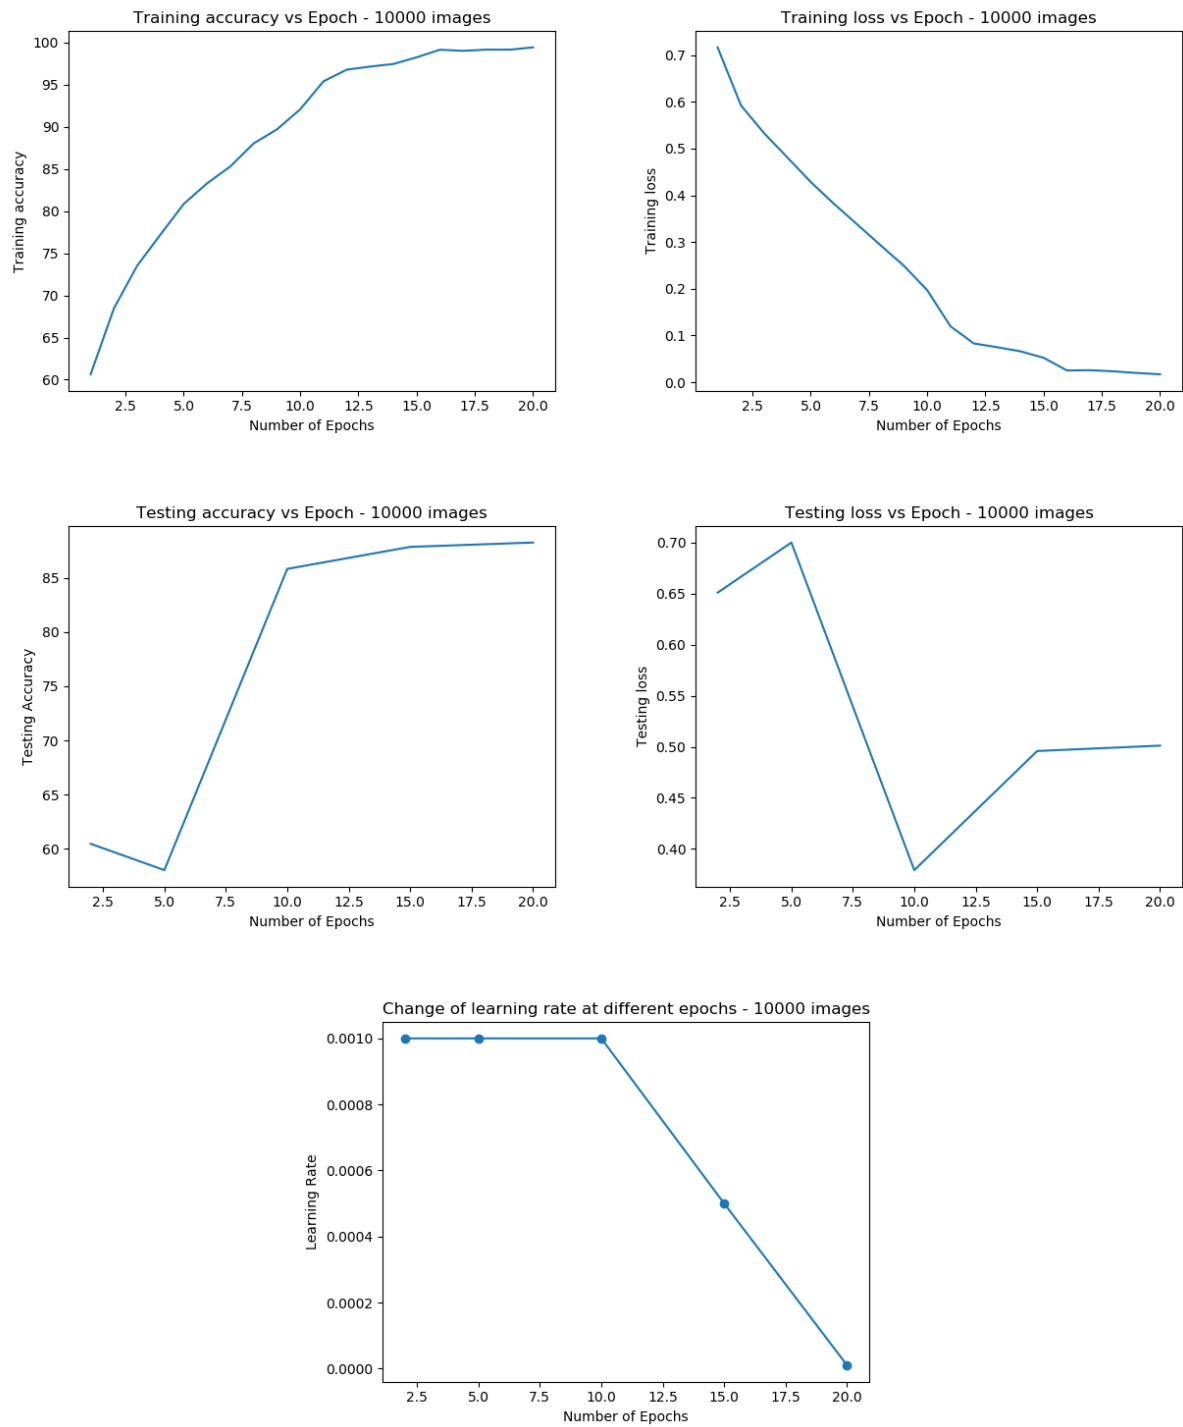 Training accuracy vs Epoch - 10000 images
100
95
90
85
80
75
70
65
60
Training accuracy
2.5 5.0 7.5 10.0 12.5 15.0 17.5 20.0
Number of Epochs
Training loss vs Epoch - 10000 images
0.7
0.6
0.5
0.4
0.3
0.2
0.1
0.0
Training loss
2.5 5.0 7.5 10.0 12.5 15.0 17.5 20.0
Number of Epochs
Testing accuracy vs Epoch - 10000 images
85
80
75
70
65
60
Testing Accuracy
2.5 5.0 7.5 10.0 12.5 15.0 17.5 20.0
Number of Epochs
Testing loss vs Epoch - 10000 images
0.70
0.65
0.60
0.55
0.50
0.45
0.40
Testing loss
2.5 5.0 7.5 10.0 12.5 15.0 17.5 20.0
Number of Epochs
Change of learning rate at different epochs - 10000 images
0.0010
0.0008
0.0006
0.0004
0.0002
0.0000
Learning Rate
2.5 5.0 7.5 10.0 12.5 15.0 17.5 20.0
Number of Epochs